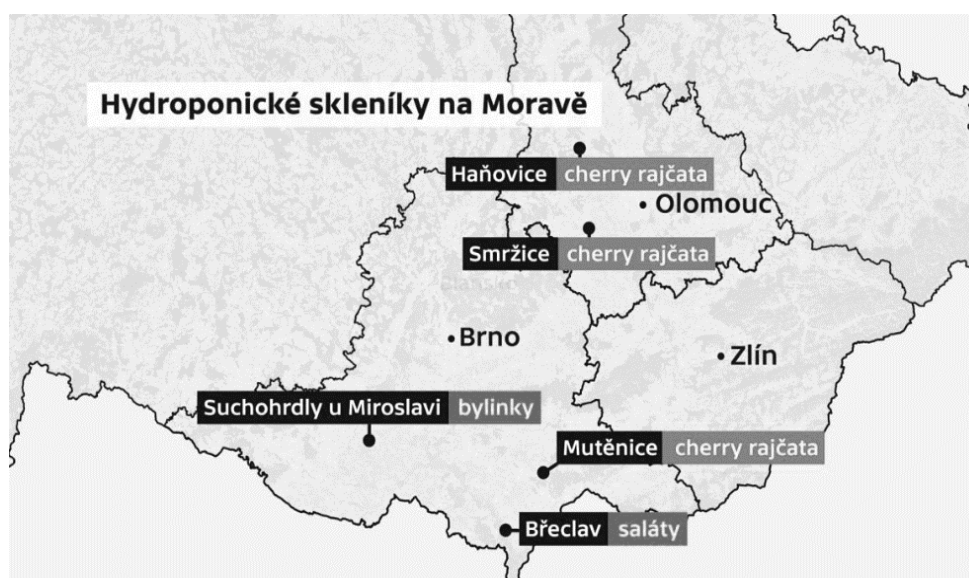 Hydroponické skleníky na Moravě
Haňovice cherry rajčata
Olomouc
Smržice cherry rajčata
Blansko
Brno
Zlín
Suchohrdly u Miroslavi bylinky
Mutěnice cherry rajčata
Břeclav saláty